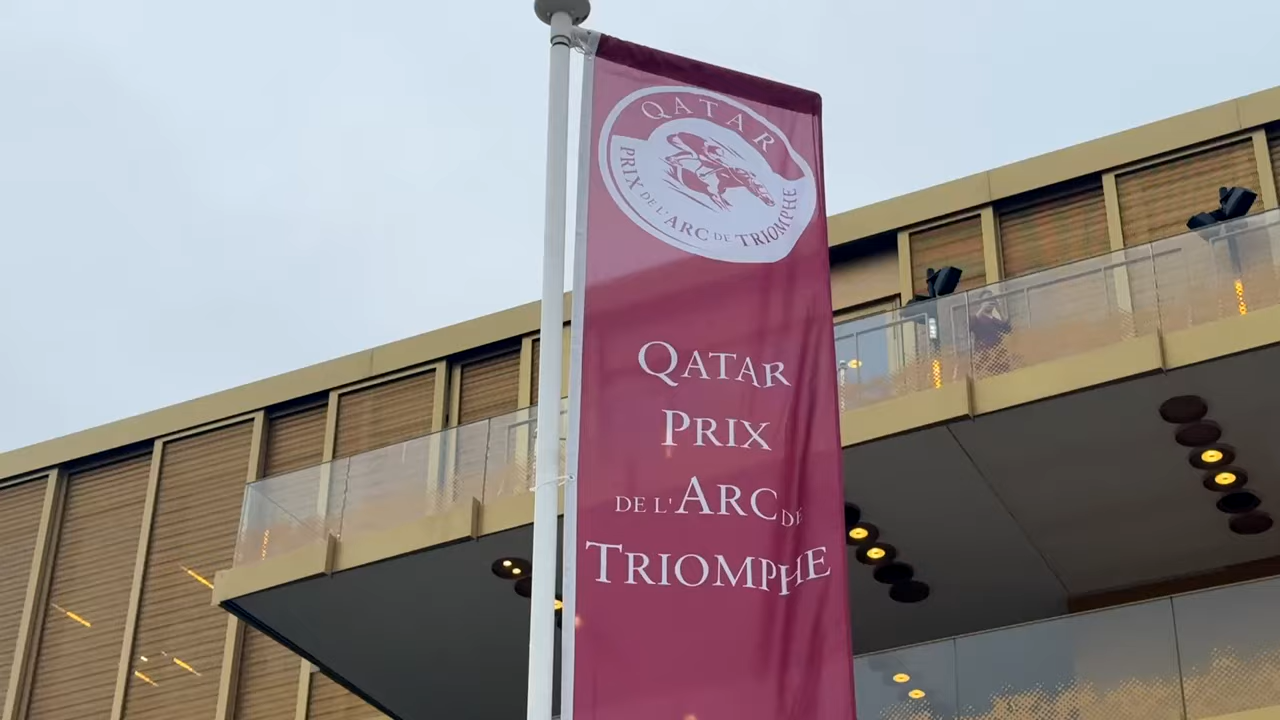 QATAR
PRIX DE L'ARC DE TRIOMPHE
QATAR
PRIX
DE L'ARC DE
TRIOMPHE